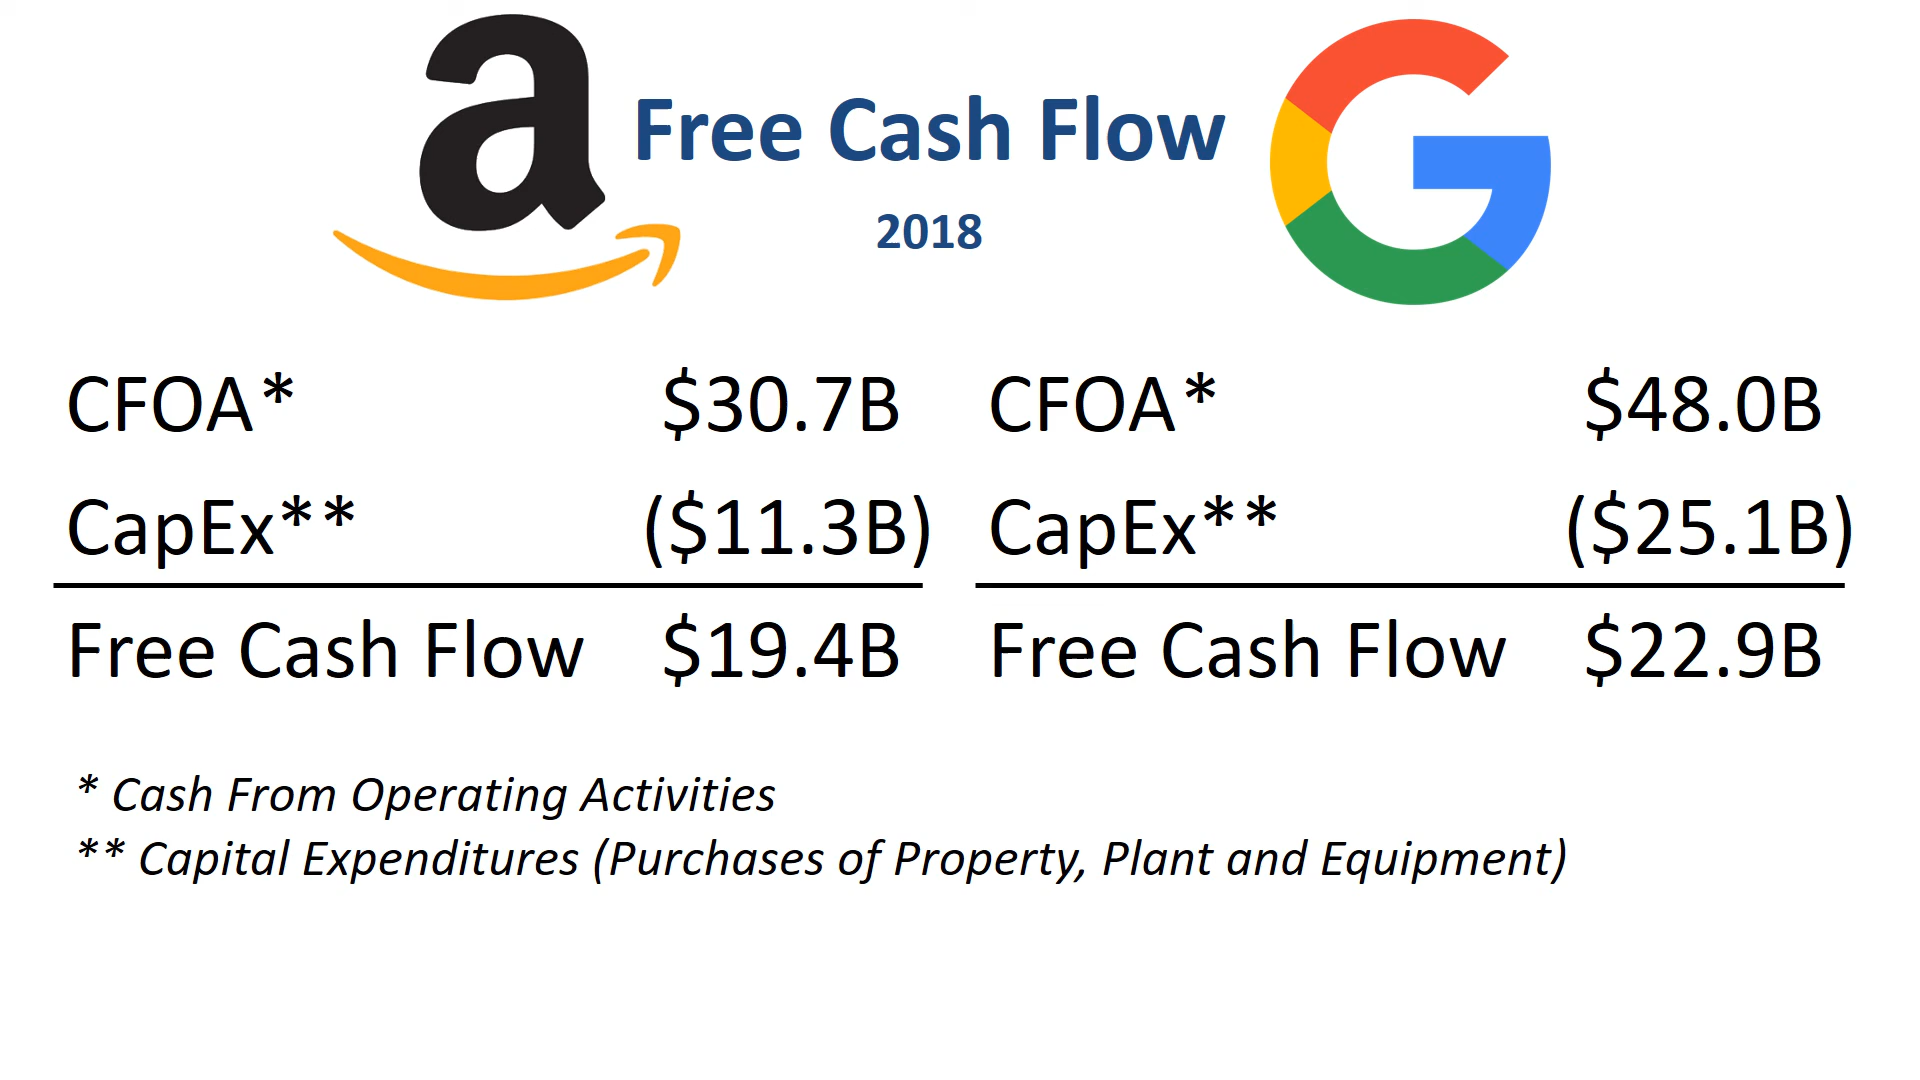 Free Cash Flow
2018
CFOA* $30.7B CFOA* $48.0B
CapEx** ($11.3B) CapEx** ($25.1B)
Free Cash Flow $19.4B Free Cash Flow $22.9B
* Cash From Operating Activities
** Capital Expenditures (Purchases of Property, Plant and Equipment)